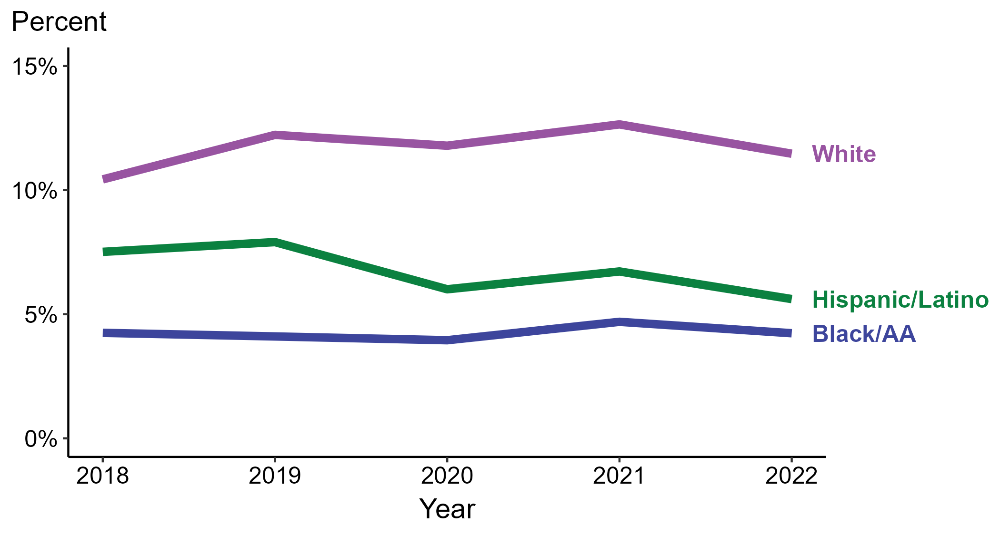 Percent
15%
10%
5%
0%
White
Hispanic/Latino
Black/AA
2018 2019 2020 2021 2022
Year